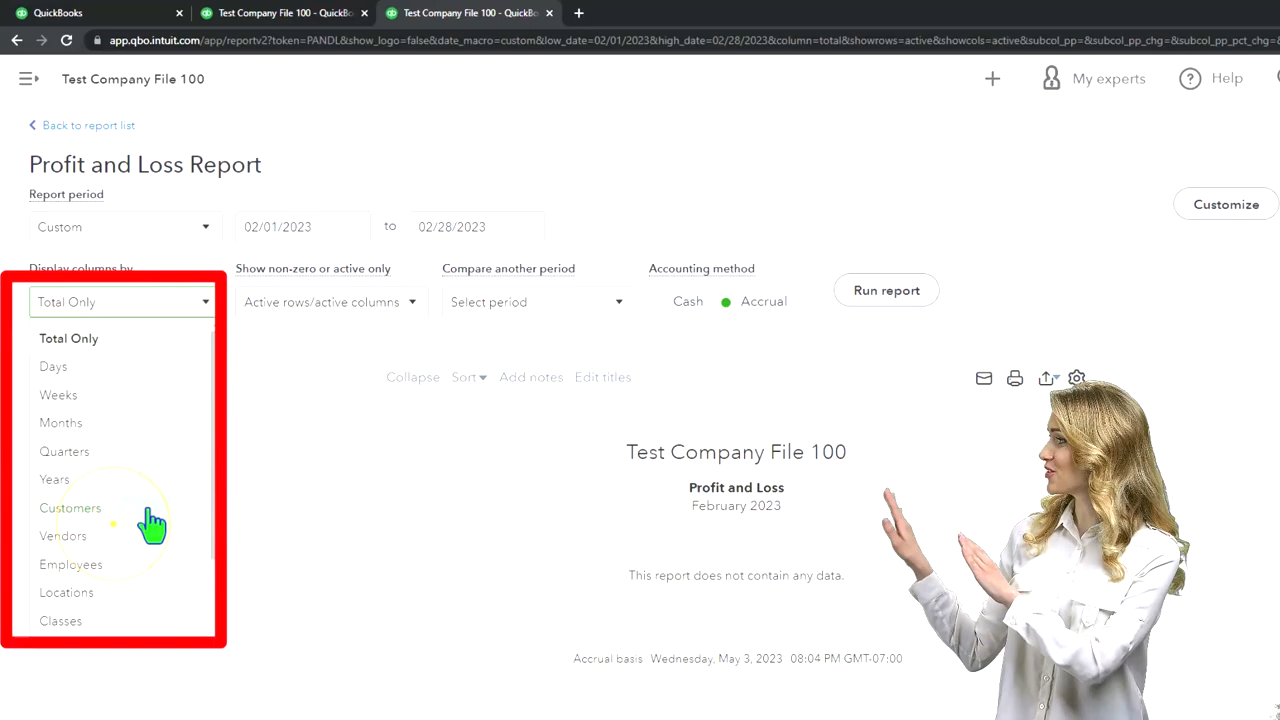 QuickBooks
Test Company File 100 - QuickBo
Test Company File 100 - QuickBo
app.qbo.intuit.com/app/reportv2?token=PANDL&show_logo=false&date_macro=custom&low_date=02/01/2023&high_date=02/28/2023&column=total&showrows=active&showcols=active&subcol_pp=&subcol_pp_chg=&subcol_pp_pct_chg=&
Test Company File 100
My experts
Help
Back to report list
Profit and Loss Report
Report period
Customize
Custom
02/01/2023
to
02/28/2023
Display columns by
Show non-zero or active only
Compare another period
Accounting method
Total Only
Active rows/active columns
Select period
Cash
Accrual
Run report
Total Only
Days
Weeks
Months
Quarters
Years
Customers
Vendors
Employees
Locations
Classes
Collapse
Sort
Add notes
Edit titles
Test Company File 100
Profit and Loss
February 2023
This report does not contain any data.
Accrual basis Wednesday, May 3, 2023 08:04 PM GMT-07:00